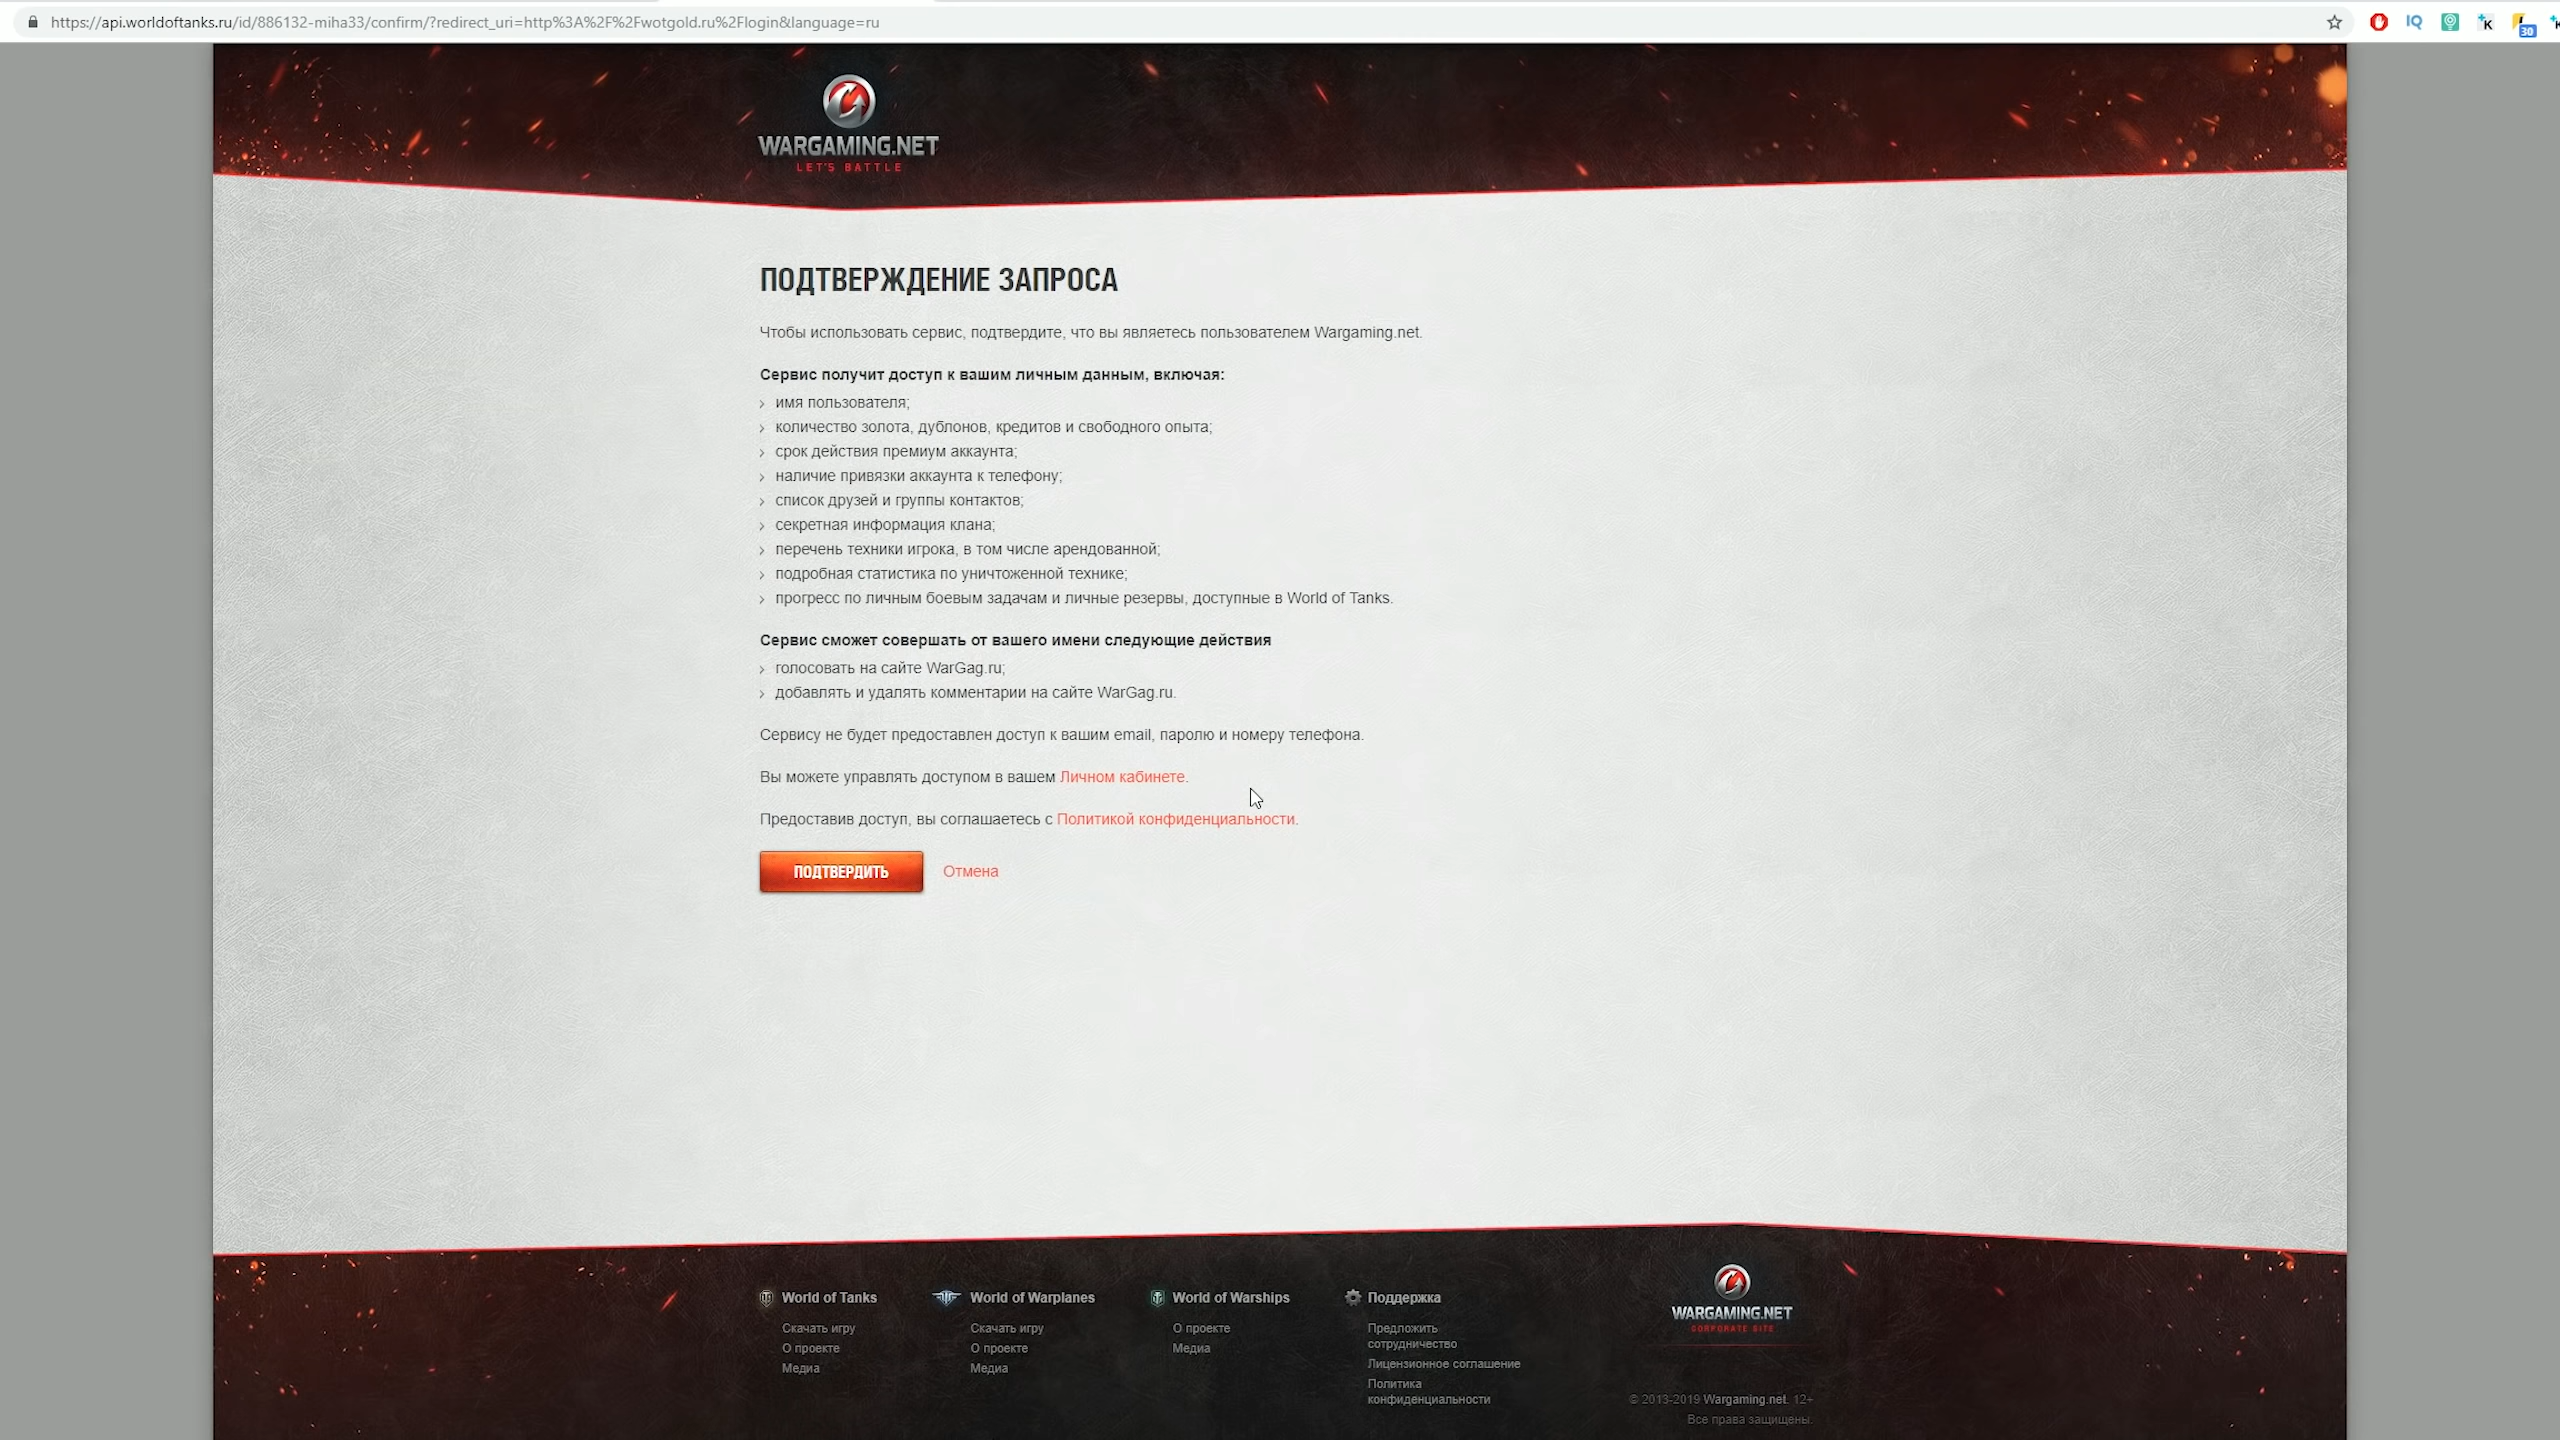 https://api.worldoftanks.ru/id/886132-miha33/confirm/?redirect_uri=http%3A%2F%2Fwotgold.ru%2Flogin&language=ru
IQ
K
30
WARGAMING.NET
LET'S BATTLE
ПОДТВЕРЖДЕНИЕ ЗАПРОСА
Чтобы использовать сервис, подтвердите, что вы являетесь пользователем Wargaming.net.
Сервис получит доступ к вашим личным данным, включая:
имя пользователя;
количество золота, дублонов, кредитов и свободного опыта;
срок действия премиум аккаунта;
наличие привязки аккаунта к телефону;
список друзей и группы контактов;
секретная информация клана;
перечень техники игрока, в том числе арендованной;
подробная статистика по уничтоженной технике;
прогресс по личным боевым задачам и личные резервы, доступные в World of Tanks.
Сервис сможет совершать от вашего имени следующие действия
голосовать на сайте WarGag.ru;
добавлять и удалять комментарии на сайте WarGag.ru.
Сервису не будет предоставлен доступ к вашим email, паролю и номеру телефона.
Вы можете управлять доступом в вашем Личном кабинете.
Предоставив доступ, вы соглашаетесь с Политикой конфиденциальности.
ПОДТВЕРДИТЬ Отмена
World of Tanks
Скачать игру
О проекте
Медиа
World of Warplanes
Скачать игру
О проекте
Медиа
World of Warships
О проекте
Медиа
Поддержка
Предложить
сотрудничество
Лицензионное соглашение
Политика
конфиденциальности
WARGAMING.NET
CORPORATE SITE
© 2013-2019 Wargaming.net. 12+
Все права защищены.